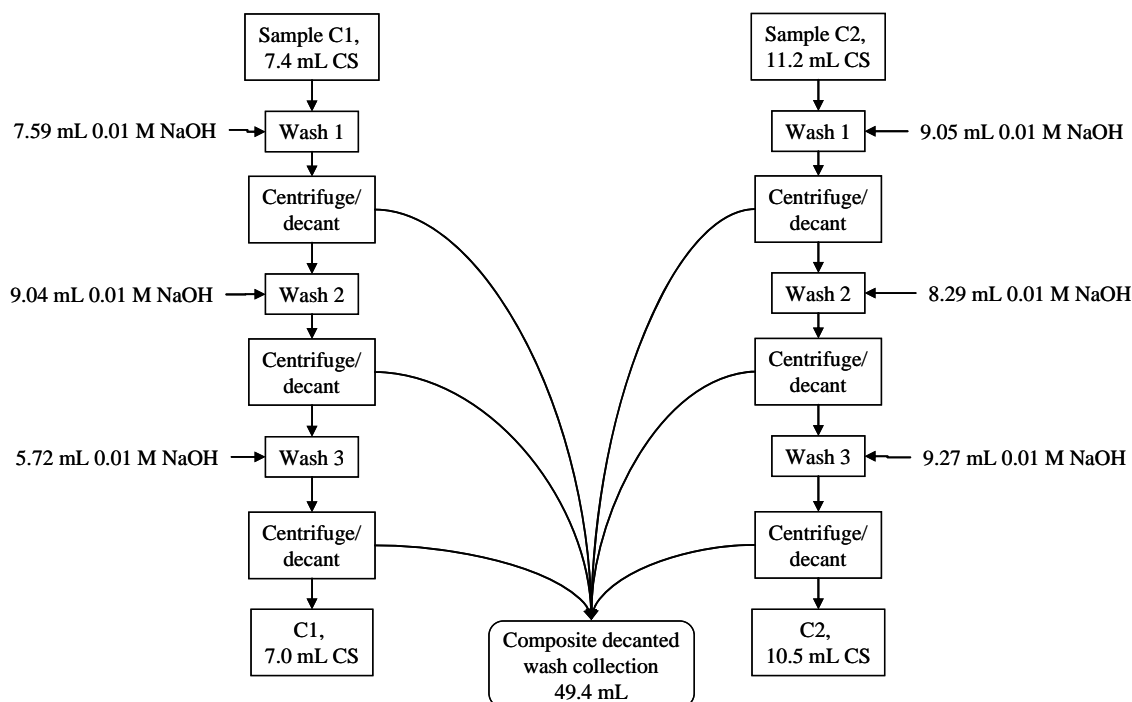 Sample C1,
7.4 mL CS
7.59 mL 0.01 M NaOH
Wash 1
Centrifuge/
decant
9.04 mL 0.01 M NaOH
Wash 2
Centrifuge/
decant
5.72 mL 0.01 M NaOH
Wash 3
Centrifuge/
decant
C1,
7.0 mL CS
Sample C2,
11.2 mL CS
Wash 1
9.05 mL 0.01 M NaOH
Centrifuge/
decant
Wash 2
8.29 mL 0.01 M NaOH
Centrifuge/
decant
Wash 3
9.27 mL 0.01 M NaOH
Centrifuge/
decant
C2,
10.5 mL CS
Composite decanted
wash collection
49.4 mL